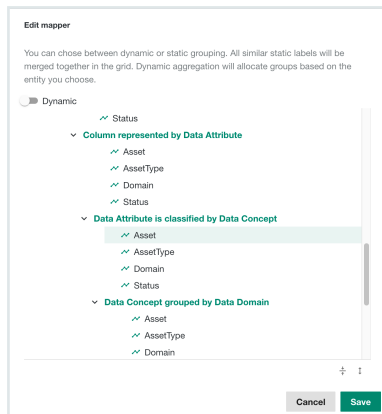 Edit mapper
You can chose between dynamic or static grouping. All similar static labels will be
merged together in the grid. Dynamic aggregation will allocate groups based on the
entity you choose.
Dynamic
Status
Column represented by Data Attribute
Asset
AssetType
Domain
Status
Data Attribute is classified by Data Concept
Asset
AssetType
Domain
Status
Data Concept grouped by Data Domain
Asset
AssetType
Domain
Cancel Save